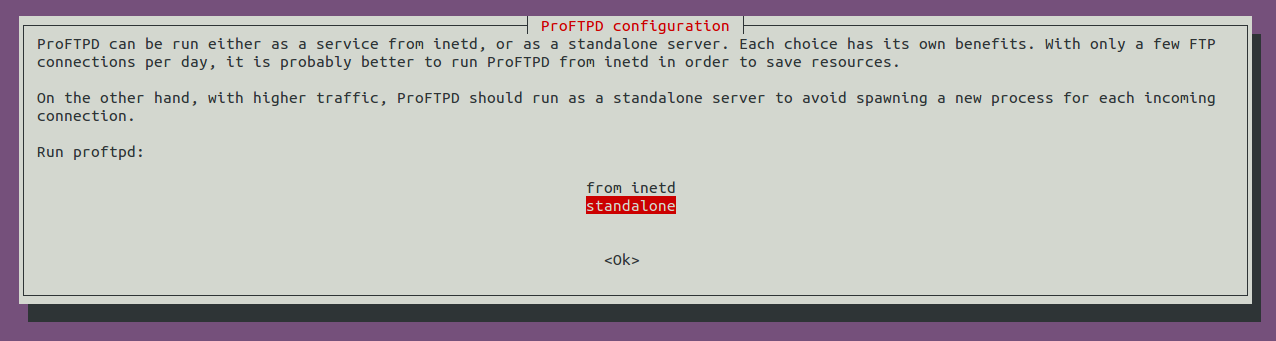 ProFTPD configuration
ProFTPD can be run either as a service from inetd, or as a standalone server. Each choice has its own benefits. With only a few FTP
connections per day, it is probably better to run ProFTPD from inetd in order to save resources.
On the other hand, with higher traffic, ProFTPD should run as a standalone server to avoid spawning a new process for each incoming
connection.
Run proftpd:
from inetd
standalone
<Ok>